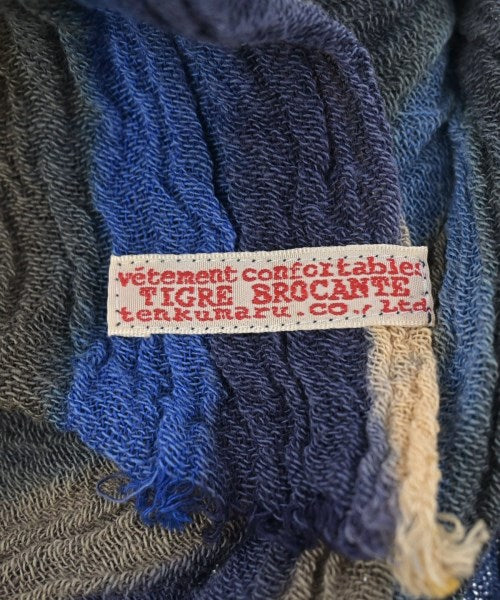 vêtement confortables
TIGRE BROCANTE
tenkumaru.co., Ltd.